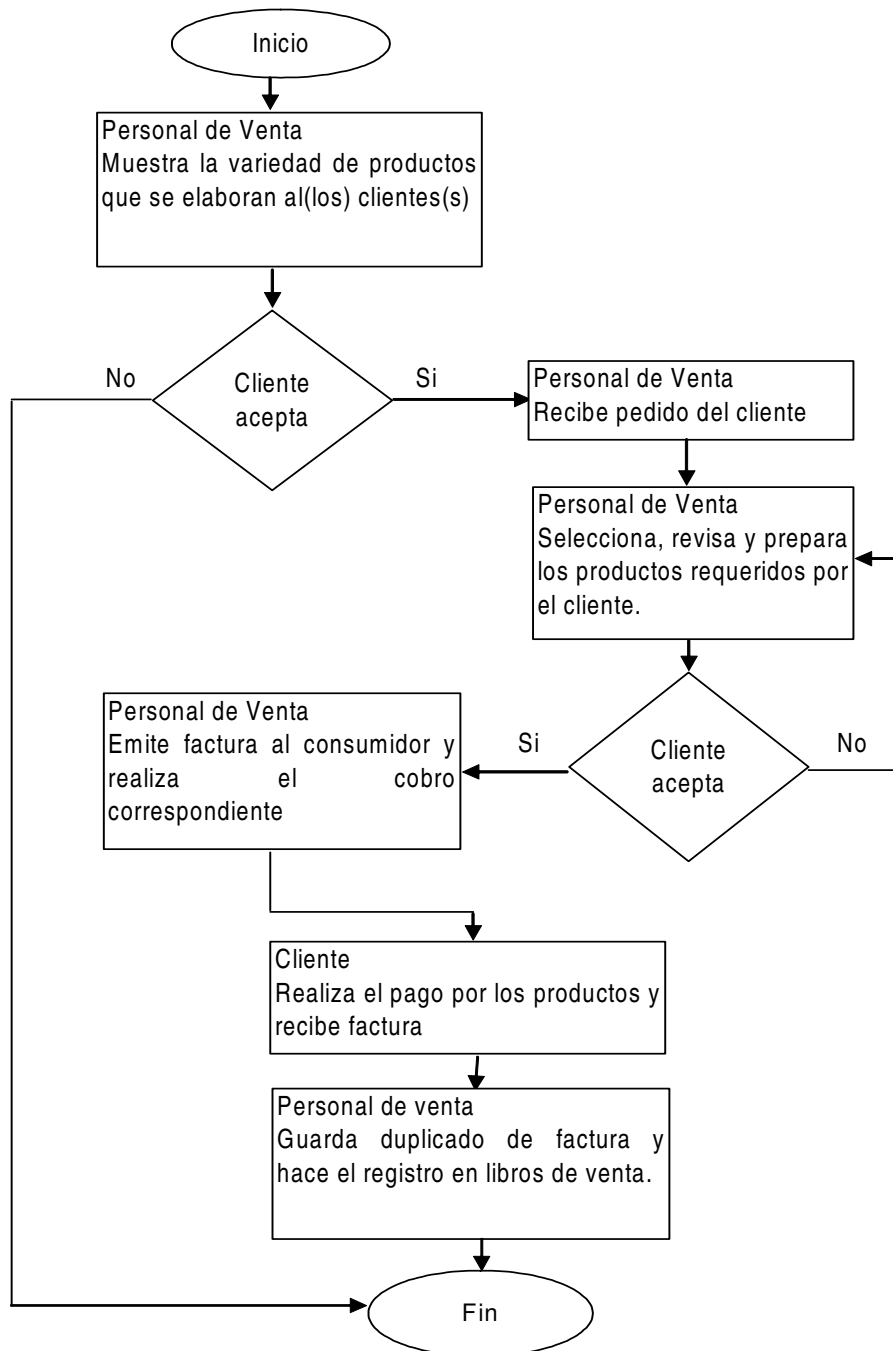 Inicio
Personal de Venta
Muestra la variedad de productos
que se elaboran al(los) clientes(s)
No
Cliente
acepta
Si
Personal de Venta
Recibe pedido del cliente
Personal de Venta
Selecciona, revisa y prepara
los productos requeridos por
el cliente.
Personal de Venta
Emite factura al consumidor y
realiza el cobro
correspondiente
Si
Cliente
acepta
No
Cliente
Realiza el pago por los productos y
recibe factura
Personal de venta
Guarda duplicado de factura y
hace el registro en libros de venta.
Fin